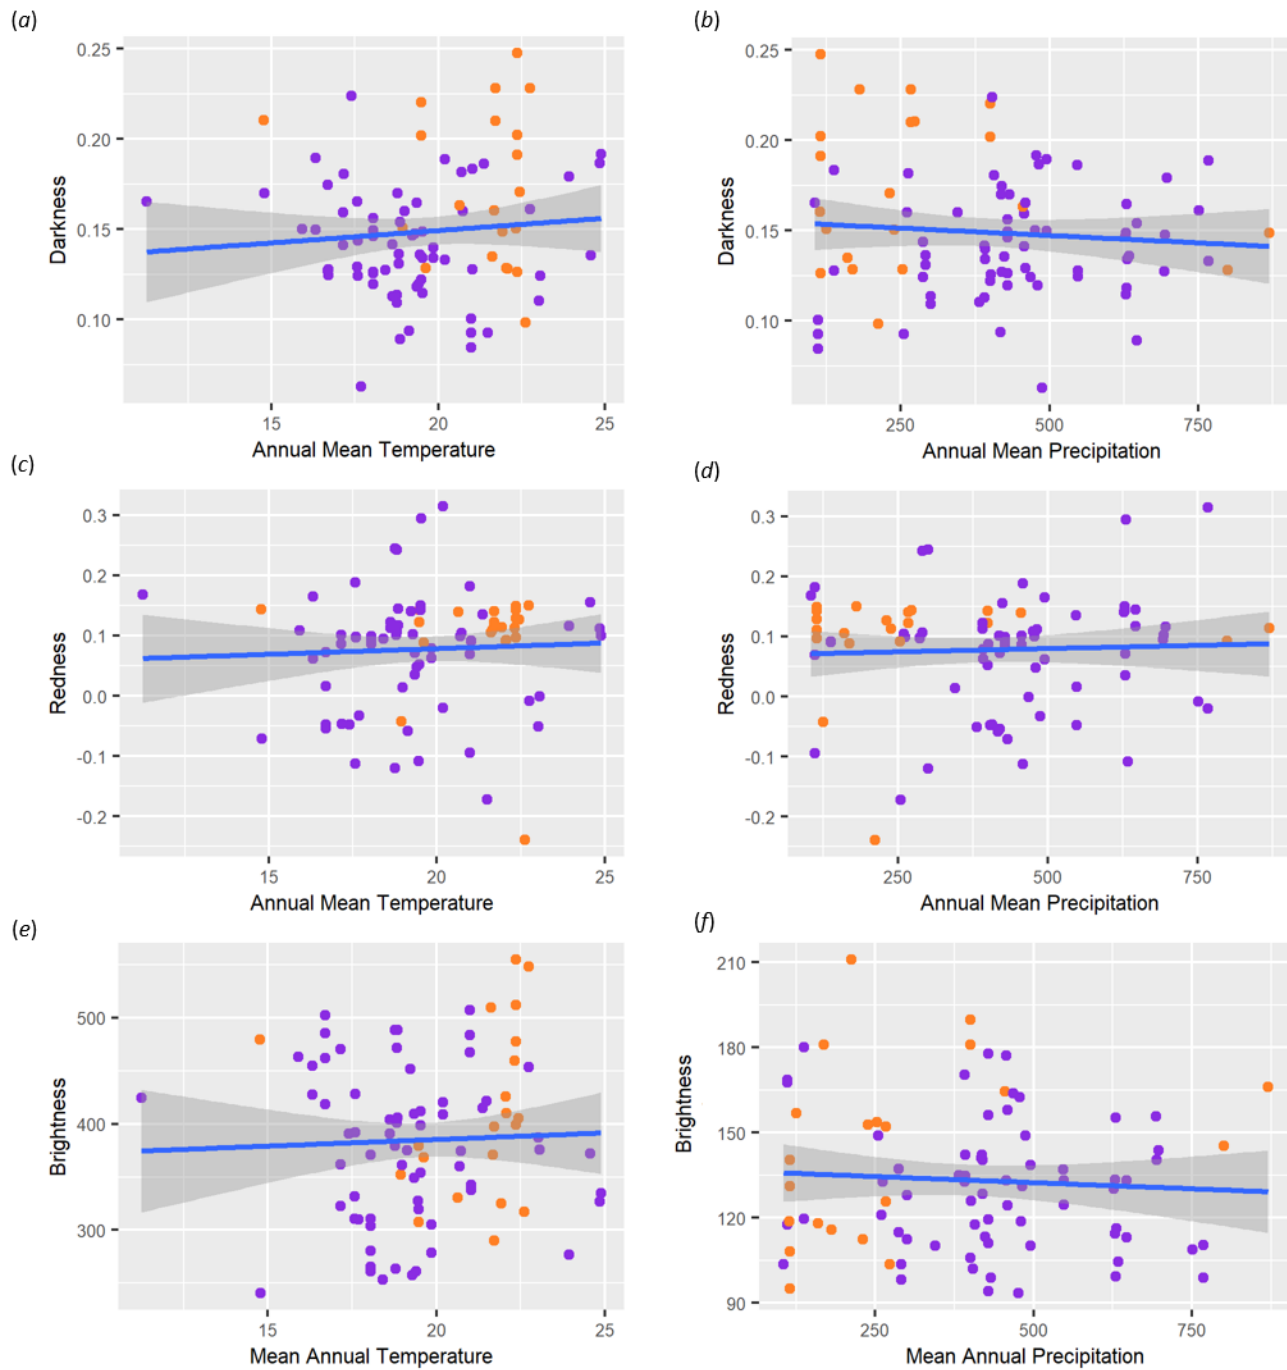 (a)
(b)
0.25
0.20
0.15
0.10
Darkness
15 20 25
Annual Mean Temperature
0.25
0.20
0.15
0.10
Darkness
250 500 750
Annual Mean Precipitation
(c)
(d)
0.3
0.2
0.1
0.0
-0.1
-0.2
Redness
15 20 25
Annual Mean Temperature
0.3
0.2
0.1
0.0
-0.1
-0.2
Redness
250 500 750
Annual Mean Precipitation
(e)
(f)
500
400
300
Brightness
15 20 25
Mean Annual Temperature
210
180
150
120
90
Brightness
250 500 750
Mean Annual Precipitation